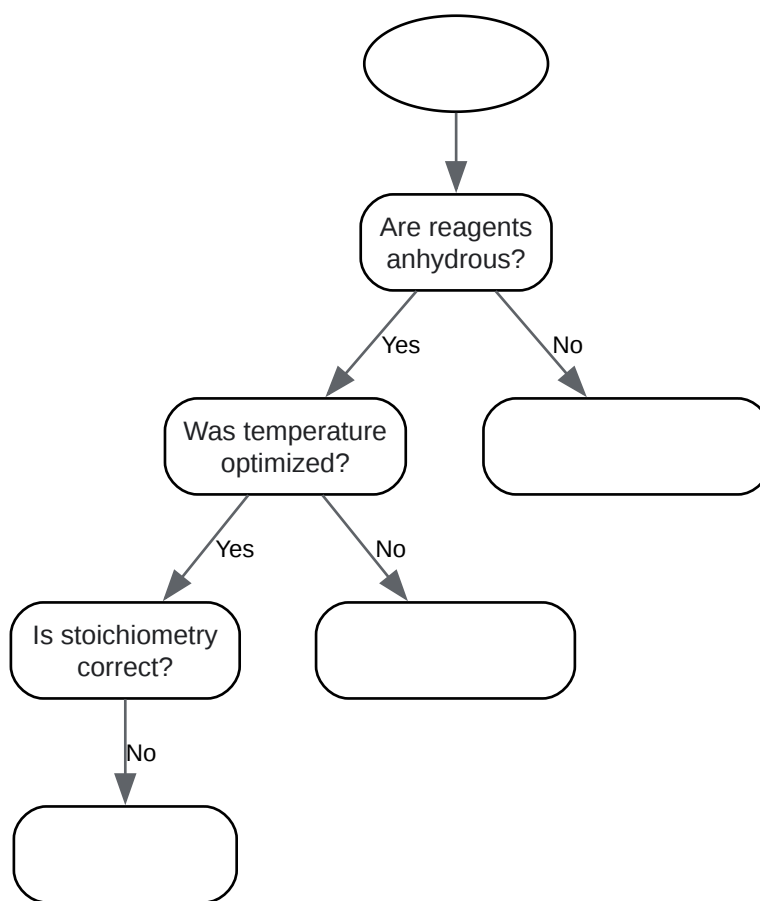 Are reagents
anhydrous?
Yes
No
Was temperature
optimized?
Yes
No
Is stoichiometry
correct?
No